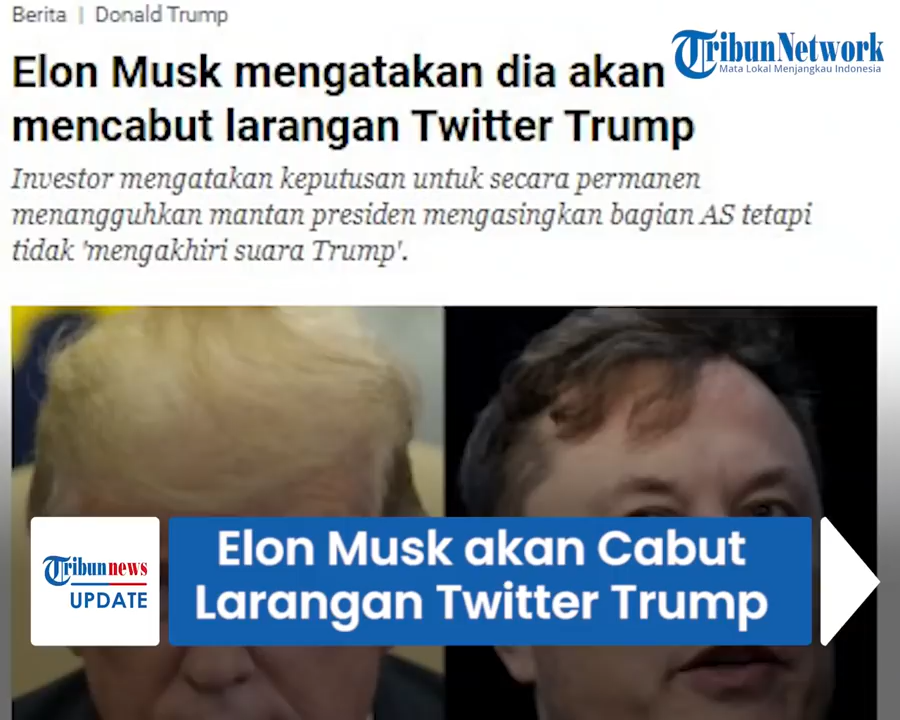 Berita | Donald Trump
TribunNetwork
Mata Lokal Menjangkau Indonesia
Elon Musk mengatakan dia akan
mencabut larangan Twitter Trump
Investor mengatakan keputusan untuk secara permanen
menangguhkan mantan presiden mengasingkan bagian AS tetapi
tidak 'mengakhiri suara Trump'.
Tribunnews
UPDATE
Elon Musk akan Cabut
Larangan Twitter Trump